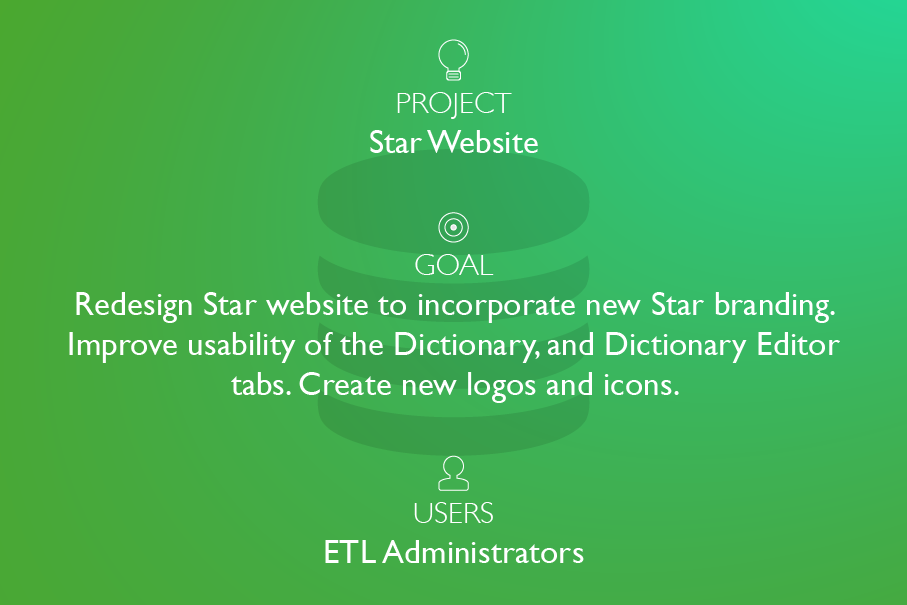 PROJECT
Star Website
GOAL
Redesign Star website to incorporate new Star branding.
Improve usability of the Dictionary, and Dictionary Editor
tabs. Create new logos and icons.
USERS
ETL Administrators